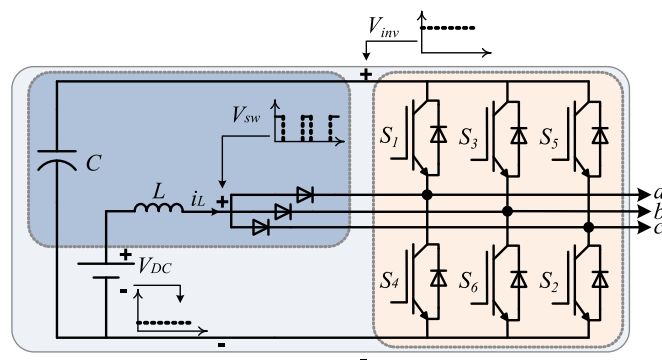 V_inv
+
V_sw
S_1 S_3 S_5
C
L i_L +
a
b
c
+
V_DC
-
S_4 S_6 S_2
-
-